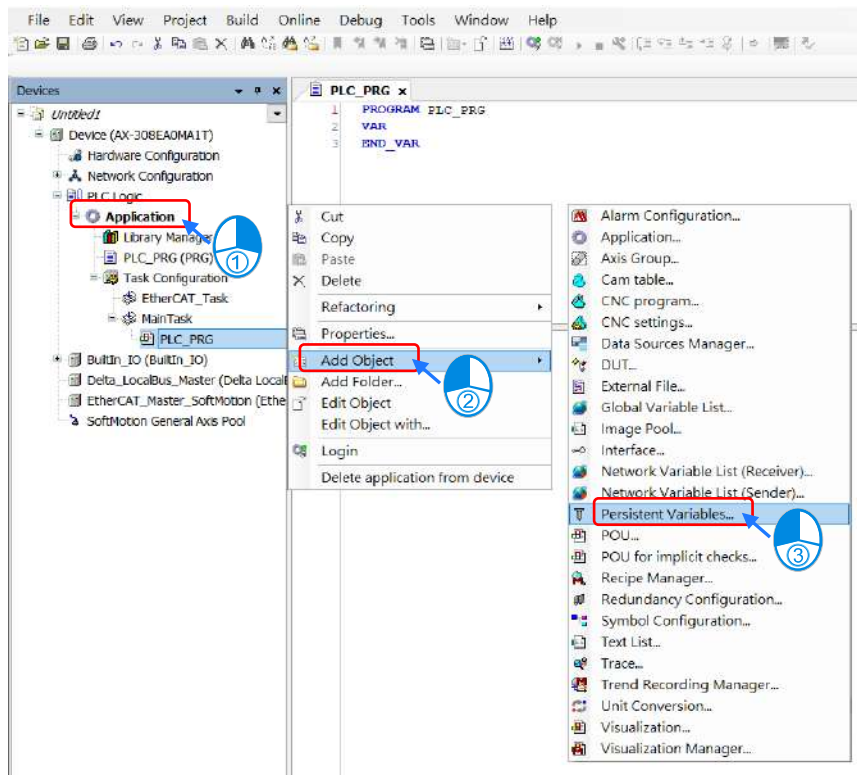 File Edit View Project Build Online Debug Tools Window Help
Devices
PLC_PRG x
Untitled1
Device (AX-308EA0MA1T)
Hardware Configuration
Network Configuration
PLC Logic
Application
Library Manager
PLC_PRG (PRG)
Task Configuration
EtherCAT_Task
MainTask
PLC_PRG
BuiltIn_IO (BuiltIn_IO)
Delta_LocalBus_Master (Delta Local
EtherCAT_Master_SoftMotion (Ethe
SoftMotion General Axis Pool
①
1 PROGRAM PLC_PRG
2 VAR
3 END_VAR
Cut
Copy
Paste
Delete
Refactoring
Properties...
Add Object
Add Folder...
Edit Object
Edit Object with...
Login
Delete application from device
②
Alarm Configuration...
Application...
Axis Group...
Cam table...
CNC program...
CNC settings...
Data Sources Manager...
DUT...
External File...
Global Variable List...
Image Pool...
Interface...
Network Variable List (Receiver)...
Network Variable List (Sender)...
Persistent Variables...
POU...
POU for implicit checks...
Recipe Manager...
Redundancy Configuration...
Symbol Configuration...
Text List...
Trace...
Trend Recording Manager...
Unit Conversion...
Visualization...
Visualization Manager...
③